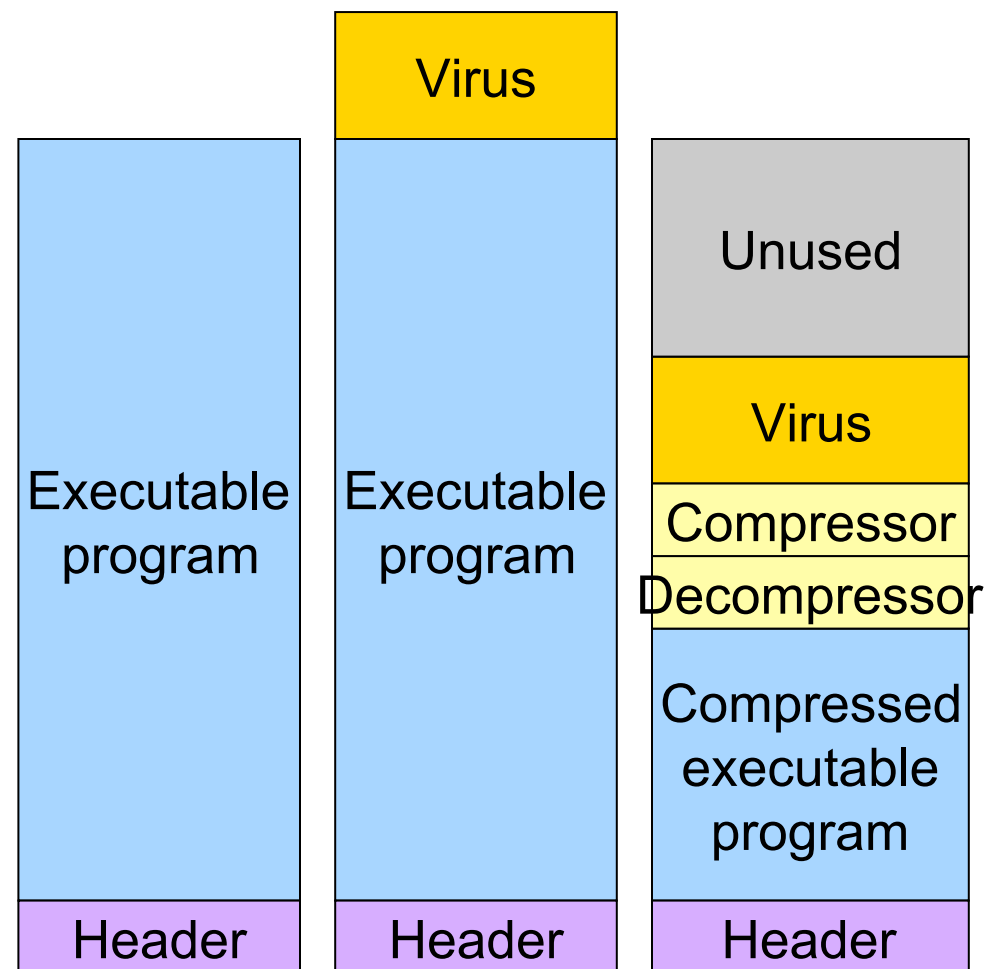 Executable
program
Header
Virus
Executable
program
Header
Unused
Virus
Compressor
Decompressor
Compressed
executable
program
Header